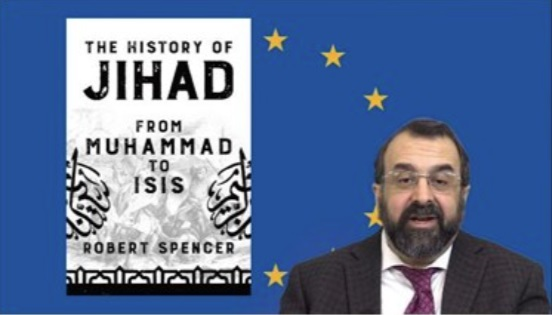 THE HISTORY OF
JIHAD
FROM
MUHAMMAD
TO
ISIS
ROBERT SPENCER